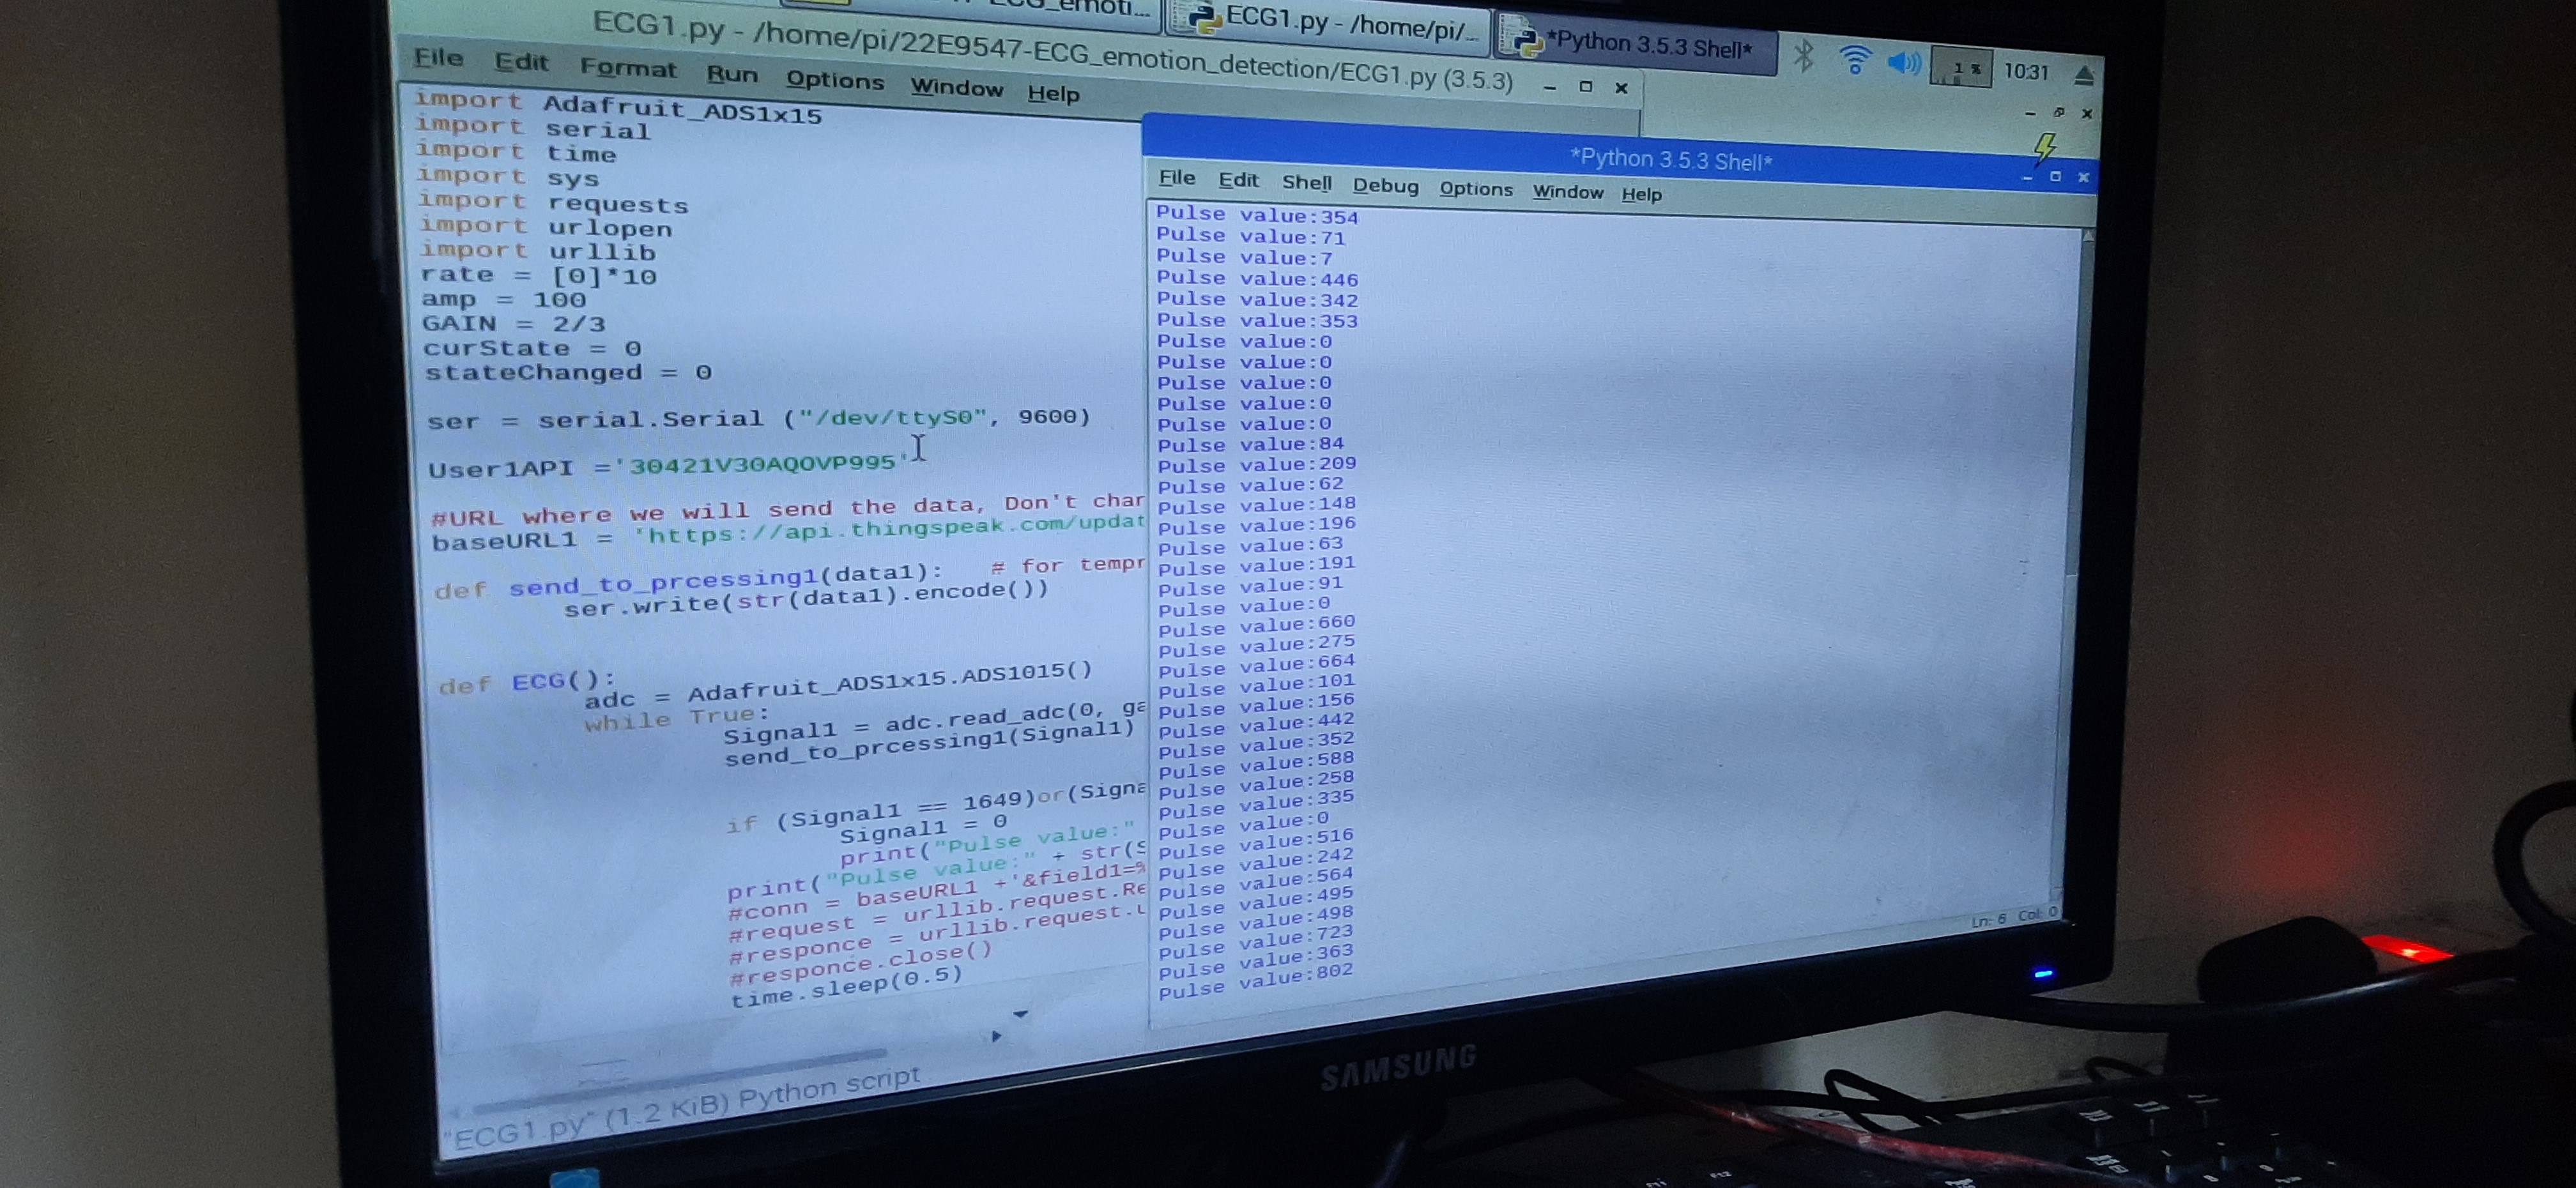 ECG_emoti...
ECG1.py - /home/pi/...
*Python 3.5.3 Shell*
1 %
10:31
ECG1.py - /home/pi/22E9547-ECG_emotion_detection/ECG1.py (3.5.3)
File Edit Format Run Options Window Help
import Adafruit_ADS1x15
import serial
import time
import sys
import requests
import urlopen
import urllib
rate = [0]*10
amp = 100
GAIN = 2/3
curState = 0
stateChanged = 0
ser = serial.Serial ("/dev/ttyS0", 9600)
User1API ='30421V30AQOVP995'
#URL where we will send the data, Don't char
baseURL1 = 'https://api.thingspeak.com/updat
def send_to_prcessing1(data1): # for tempr
ser.write(str(data1).encode())
def ECG():
adc = Adafruit_ADS1x15.ADS1015()
while True:
Signal1 = adc.read_adc(0, ga
send_to_prcessing1(Signal1)
if (Signal1 == 1649)or(Signa
Signal1 = 0
print("Pulse value:"
print("Pulse value:" + str(S
#conn = baseURL1 +'&field1=%
#request = urllib.request.Re
#responce = urllib.request.u
#responce.close()
time.sleep(0.5)
"ECG1.py" (1.2 KiB) Python script
*Python 3.5.3 Shell*
File Edit Shell Debug Options Window Help
Pulse value:354
Pulse value:71
Pulse value:7
Pulse value:446
Pulse value:342
Pulse value:353
Pulse value:0
Pulse value:0
Pulse value:0
Pulse value:0
Pulse value:0
Pulse value:84
Pulse value:209
Pulse value:62
Pulse value:148
Pulse value:196
Pulse value:63
Pulse value:191
Pulse value:91
Pulse value:0
Pulse value:660
Pulse value:275
Pulse value:664
Pulse value:101
Pulse value:156
Pulse value:442
Pulse value:352
Pulse value:588
Pulse value:258
Pulse value:335
Pulse value:0
Pulse value:516
Pulse value:242
Pulse value:564
Pulse value:495
Pulse value:498
Pulse value:723
Pulse value:363
Pulse value:802
Ln: 6 Col: 0
SAMSUNG
F11
F12